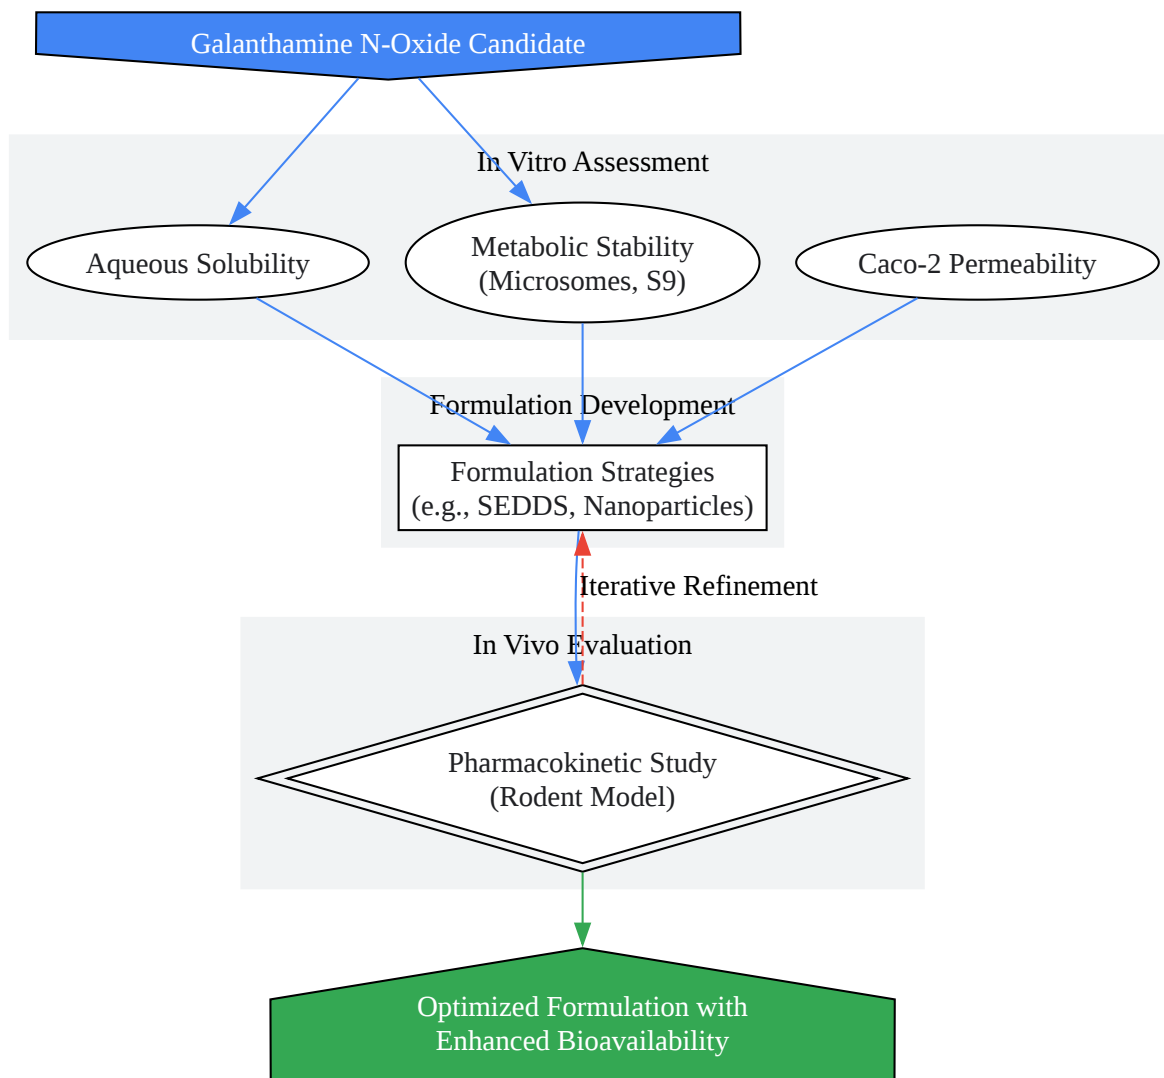 Galanthamine N-Oxide Candidate
In Vitro Assessment
Aqueous Solubility
Metabolic Stability
(Microsomes, S9)
Caco-2 Permeability
Formulation Development
Formulation Strategies
(e.g., SEDDS, Nanoparticles)
Iterative Refinement
In Vivo Evaluation
Pharmacokinetic Study
(Rodent Model)
Optimized Formulation with
Enhanced Bioavailability